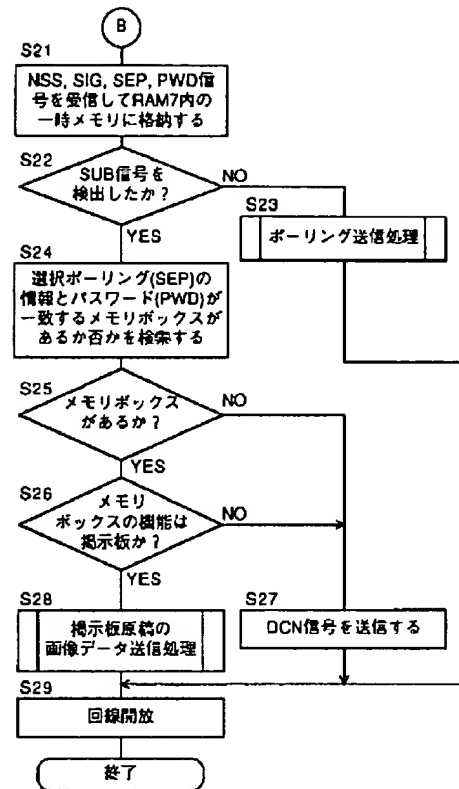 B
S21
NSS, SIG, SEP, PWD信
号を受信してRAM7内の
一時メモリに格納する
S22
SUB信号を
検出したか？
NO
YES
S23
ポーリング送信処理
S24
選択ポーリング(SEP)の
情報とパスワード(PWD)が
一致するメモリボックスが
あるか否かを検索する
S25
メモリボックス
があるか？
NO
YES
S26
メモリ
ボックスの機能は
掲示板か？
NO
YES
S28
掲示板原稿の
画像データ送信処理
S27
DCN信号を送信する
S29
回線開放
終了